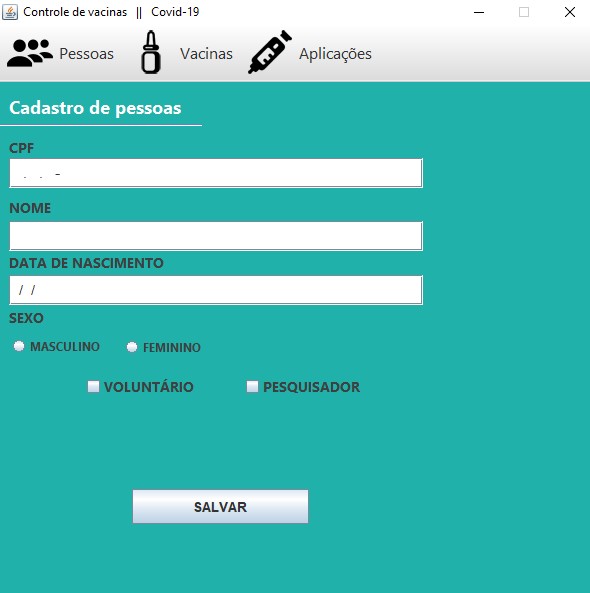 Controle de vacinas || Covid-19
Pessoas Vacinas Aplicações
Cadastro de pessoas
CPF
. . -
NOME
DATA DE NASCIMENTO
/ /
SEXO
MASCULINO FEMININO
VOLUNTÁRIO PESQUISADOR
SALVAR